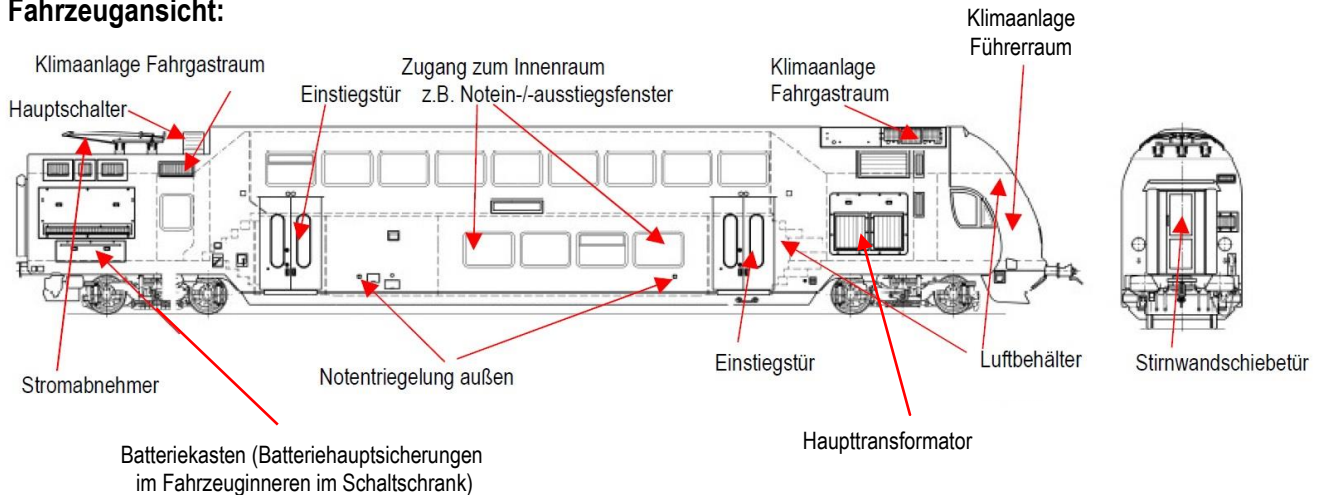 Fahrzeugansicht:
Klimaanlage
Führerraum
Klimaanlage Fahrgastraum
Zugang zum Innenraum
z.B. Notein-/-ausstiegsfenster
Klimaanlage
Fahrgastraum
Hauptschalter
Einstiegstür
Stromabnehmer
Notentriegelung außen
Einstiegstür
Luftbehälter
Stirnwandschiebetür
Batteriekasten (Batteriehauptsicherungen
im Fahrzeuginneren im Schaltschrank)
Haupttransformator